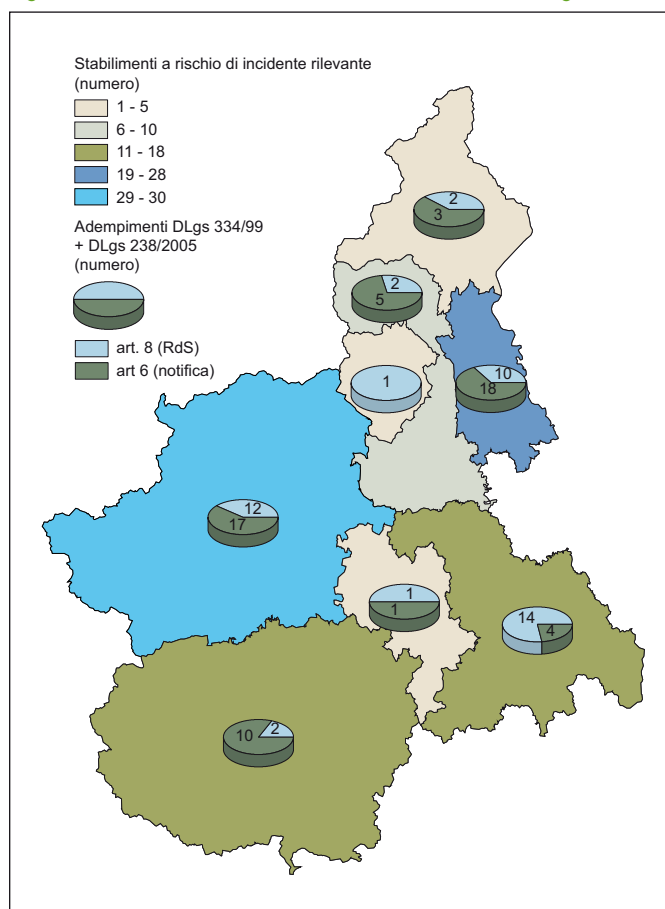 Stabilimenti a rischio di incidente rilevante
(numero)
1 - 5
6 - 10
11 - 18
19 - 28
29 - 30
Adempimenti DLgs 334/99
+ DLgs 238/2005
(numero)
art. 8 (RdS)
art 6 (notifica)
2
3
2
5
1
10
18
12
17
1
1
14
4
10
2